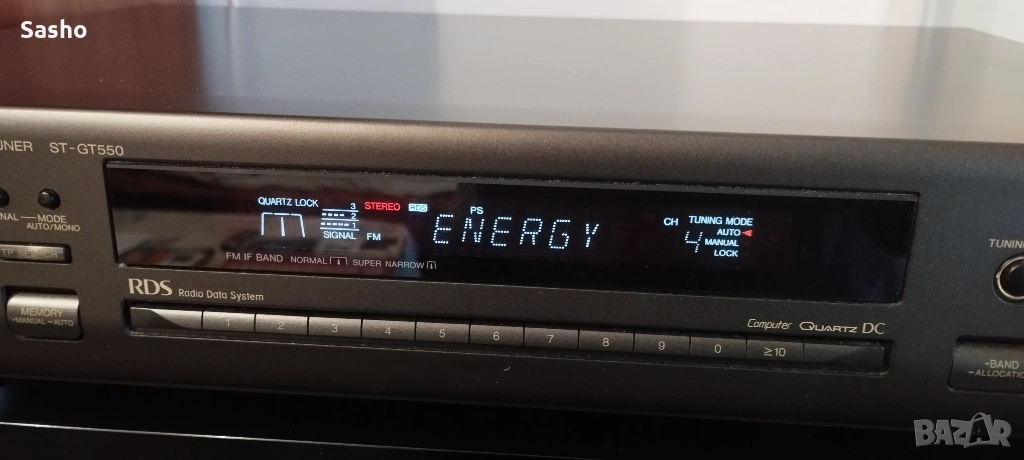 Sasho
UNER ST-GT550
QUARTZ LOCK
3
2
1
SIGNAL
STEREO
RDS
FM
PS
ENERGY
CH
4
TUNING MODE
AUTO
MANUAL
LOCK
TUNING
NAL
MODE
AUTO/MONO
FM IF BAND NORMAL SUPER NARROW
RDS Radio Data System
MEMORY
-MANUAL -AUTO
1 2 3 4 5 6 7 8 9 0 ≥10
Computer QUARTZ DC
•BAND
-ALLOCATIO
BAZAR